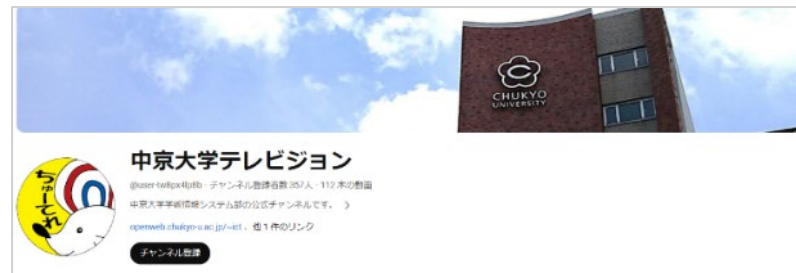 CHUKYO
UNIVERSITY
ちゅーてれ
中京大学テレビジョン
@user-tw8px4lp8b・チャンネル登録者数 357人・112 本の動画
中京大学学術情報システム部の公式チャンネルです。 >
openweb.chukyo-u.ac.jp/~ict 、他 1 件のリンク
チャンネル登録